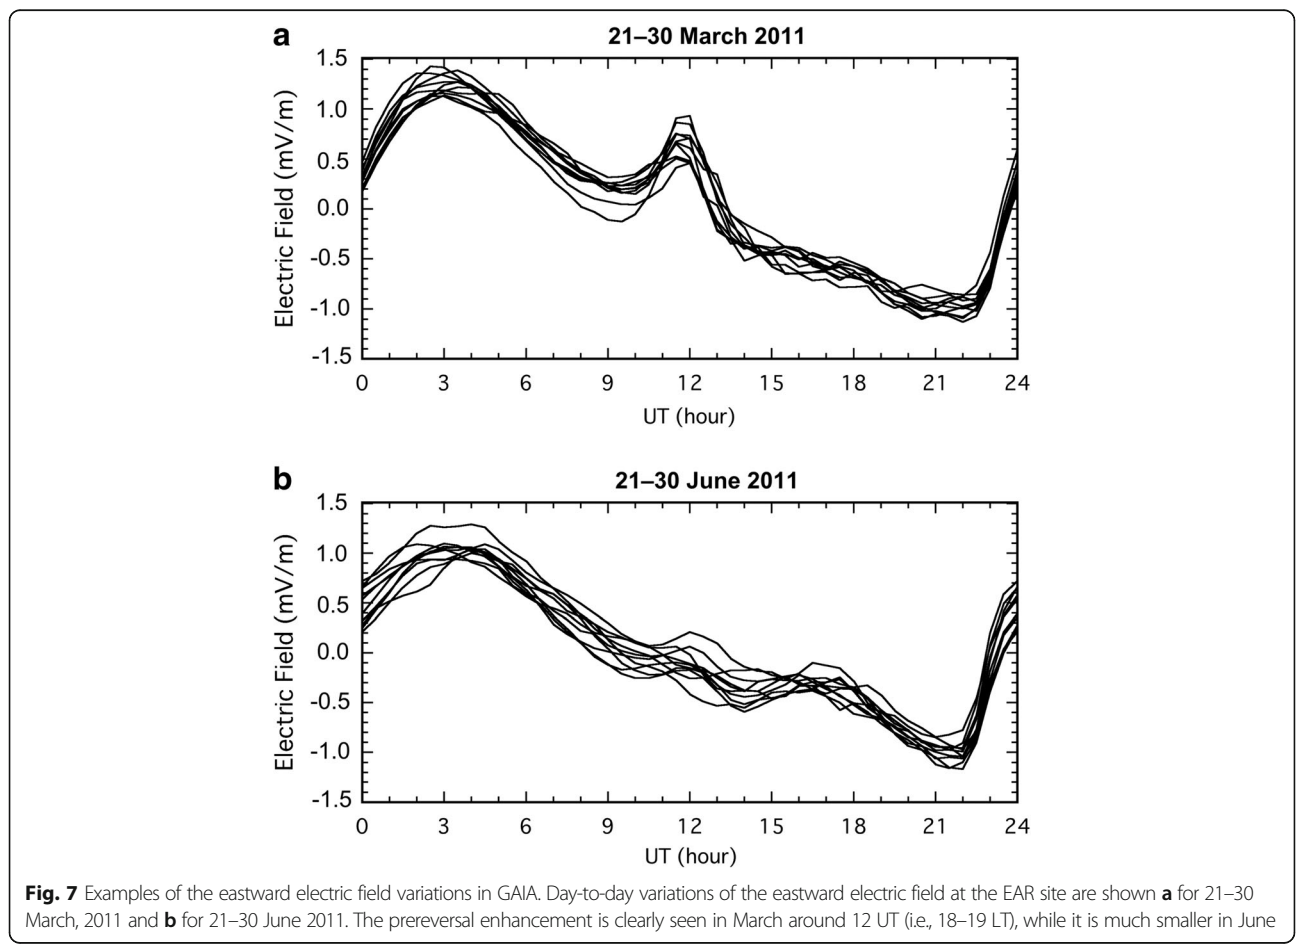 a
21–30 March 2011
1.5
1.0
0.5
0.0
-0.5
-1.0
-1.5
Electric Field (mV/m)
0 3 6 9 12 15 18 21 24
UT (hour)
b
21–30 June 2011
1.5
1.0
0.5
0.0
-0.5
-1.0
-1.5
Electric Field (mV/m)
0 3 6 9 12 15 18 21 24
UT (hour)
Fig. 7 Examples of the eastward electric field variations in GAIA. Day-to-day variations of the eastward electric field at the EAR site are shown a for 21–30
March, 2011 and b for 21–30 June 2011. The prereversal enhancement is clearly seen in March around 12 UT (i.e., 18–19 LT), while it is much smaller in June